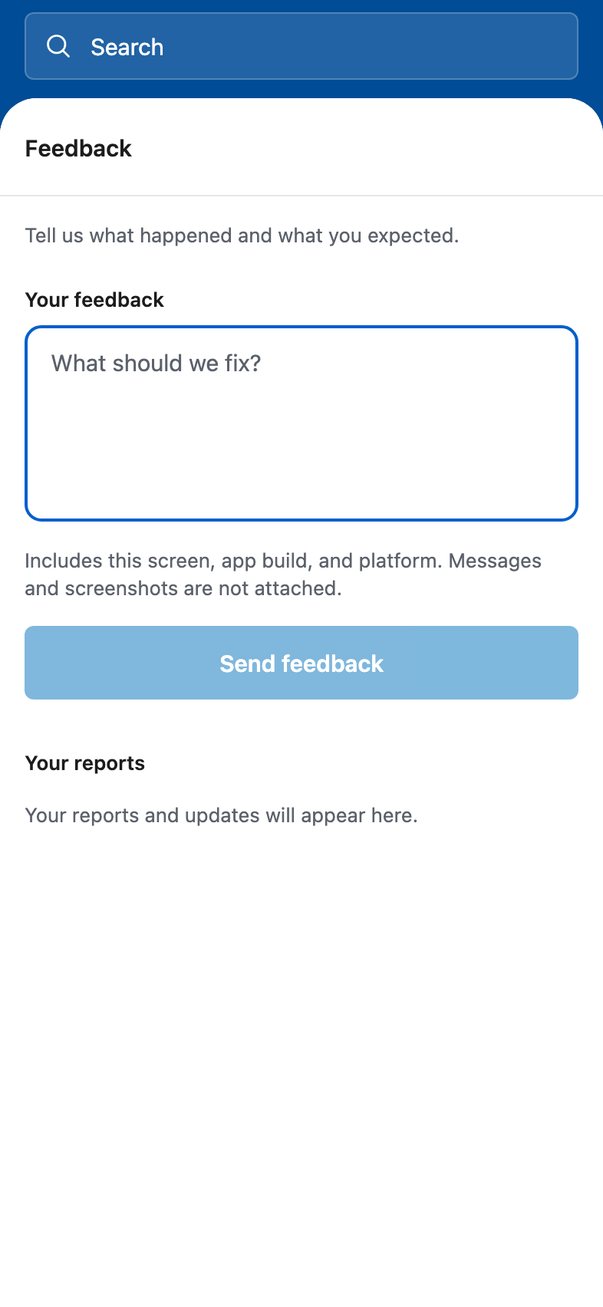 Search
Feedback
Tell us what happened and what you expected.
Your feedback
What should we fix?
Includes this screen, app build, and platform. Messages
and screenshots are not attached.
Send feedback
Your reports
Your reports and updates will appear here.